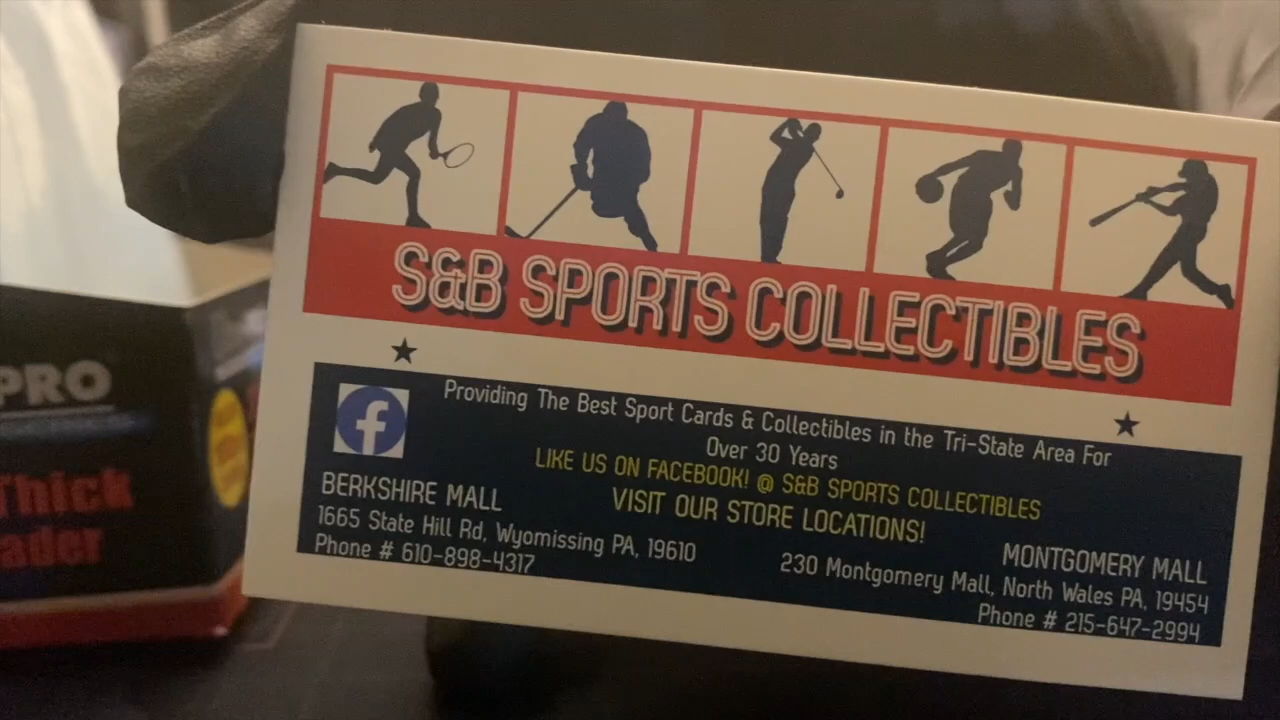 S&B SPORTS COLLECTIBLES
Providing The Best Sport Cards & Collectibles in the Tri-State Area For
Over 30 Years
LIKE US ON FACEBOOK! @ S&B SPORTS COLLECTIBLES
VISIT OUR STORE LOCATIONS!
BERKSHIRE MALL
1665 State Hill Rd, Wyomissing PA, 19610
Phone # 610-898-4317
MONTGOMERY MALL
230 Montgomery Mall, North Wales PA, 19454
Phone # 215-647-2994
PRO
Thick